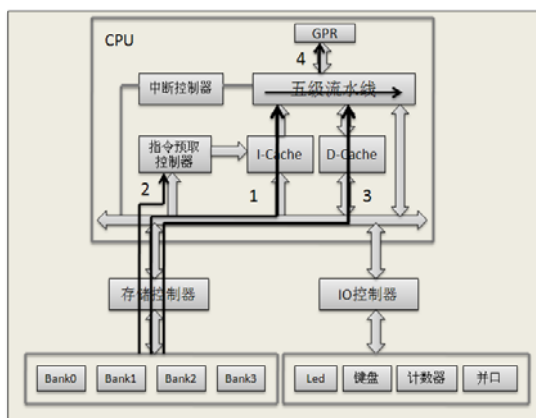 CPU
GPR
4
中断控制器
五级流水线
指令预取
控制器
I-Cache
D-Cache
2
1
3
存储控制器
IO控制器
Bank0
Bank1
Bank2
Bank3
Led
键盘
计数器
并口